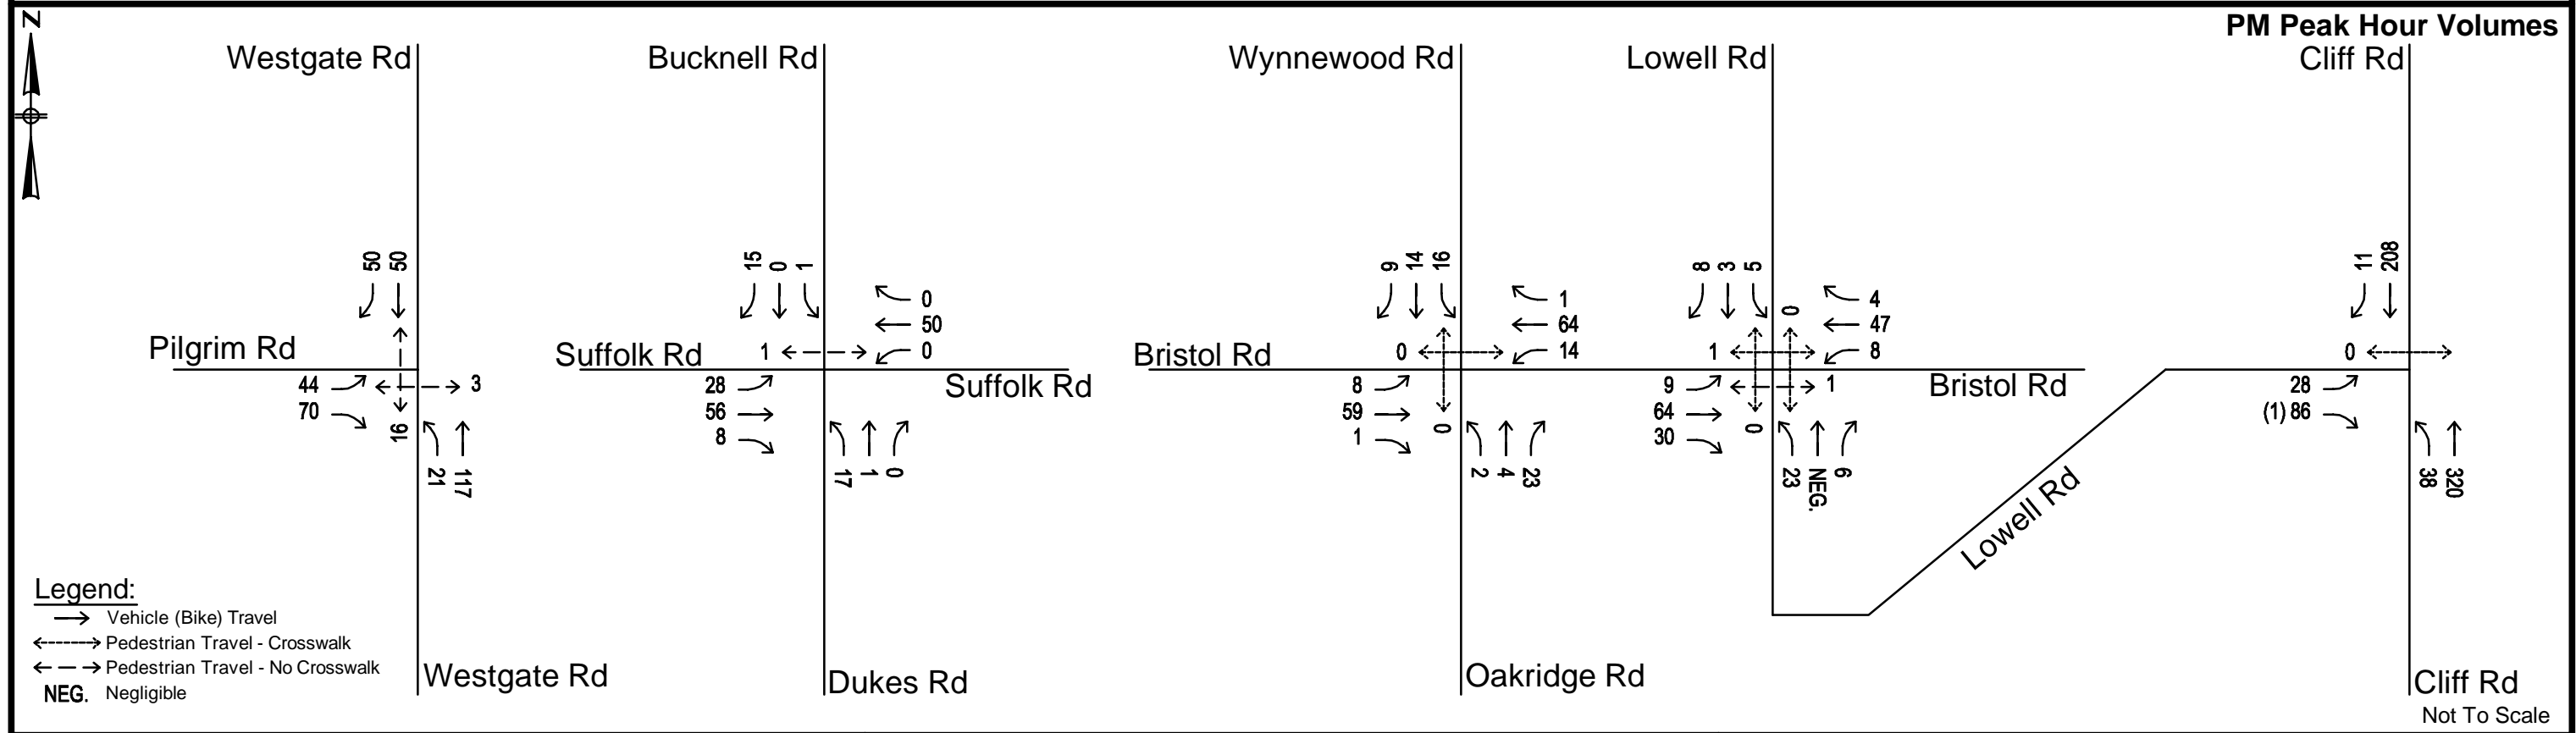 N
PM Peak Hour Volumes
Westgate Rd
Bucknell Rd
Wynnewood Rd
Lowell Rd
Cliff Rd
50 50
15 0 1
9 14 16
8 3 5
11 208
0
50
0
1
64
14
0
4
47
8
Pilgrim Rd
44
70
3
16
21 117
Suffolk Rd
1
28
56
8
Suffolk Rd
17 1 0
Bristol Rd
0
8
59
1
0
2 4 23
1
9
64
30
1
0
23 NEG. 6
Bristol Rd
Lowell Rd
0
28
(1) 86
38 320
Legend:
Vehicle (Bike) Travel
Pedestrian Travel - Crosswalk
Pedestrian Travel - No Crosswalk
NEG. Negligible
Westgate Rd
Dukes Rd
Oakridge Rd
Cliff Rd
Not To Scale